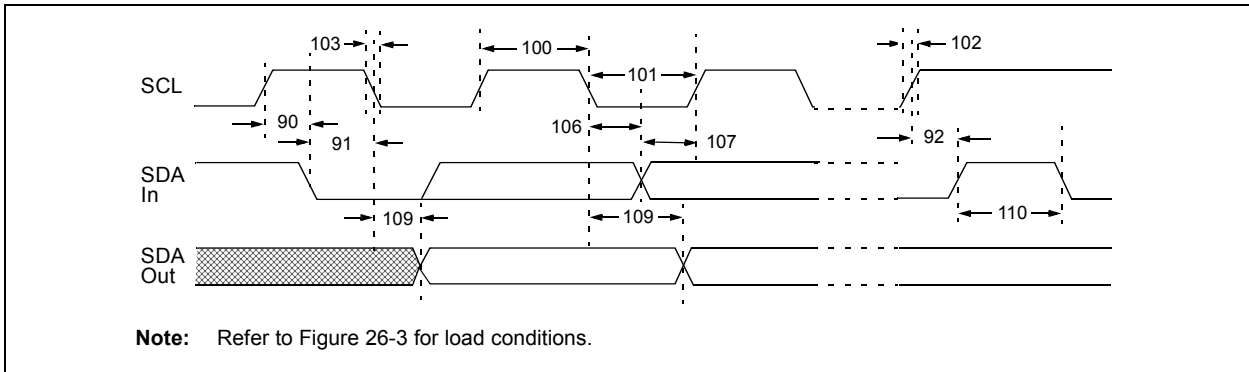 103
100
101
102
SCL
90
91
106
107
92
SDA
In
109
109
110
SDA
Out
Note: Refer to Figure 26-3 for load conditions.